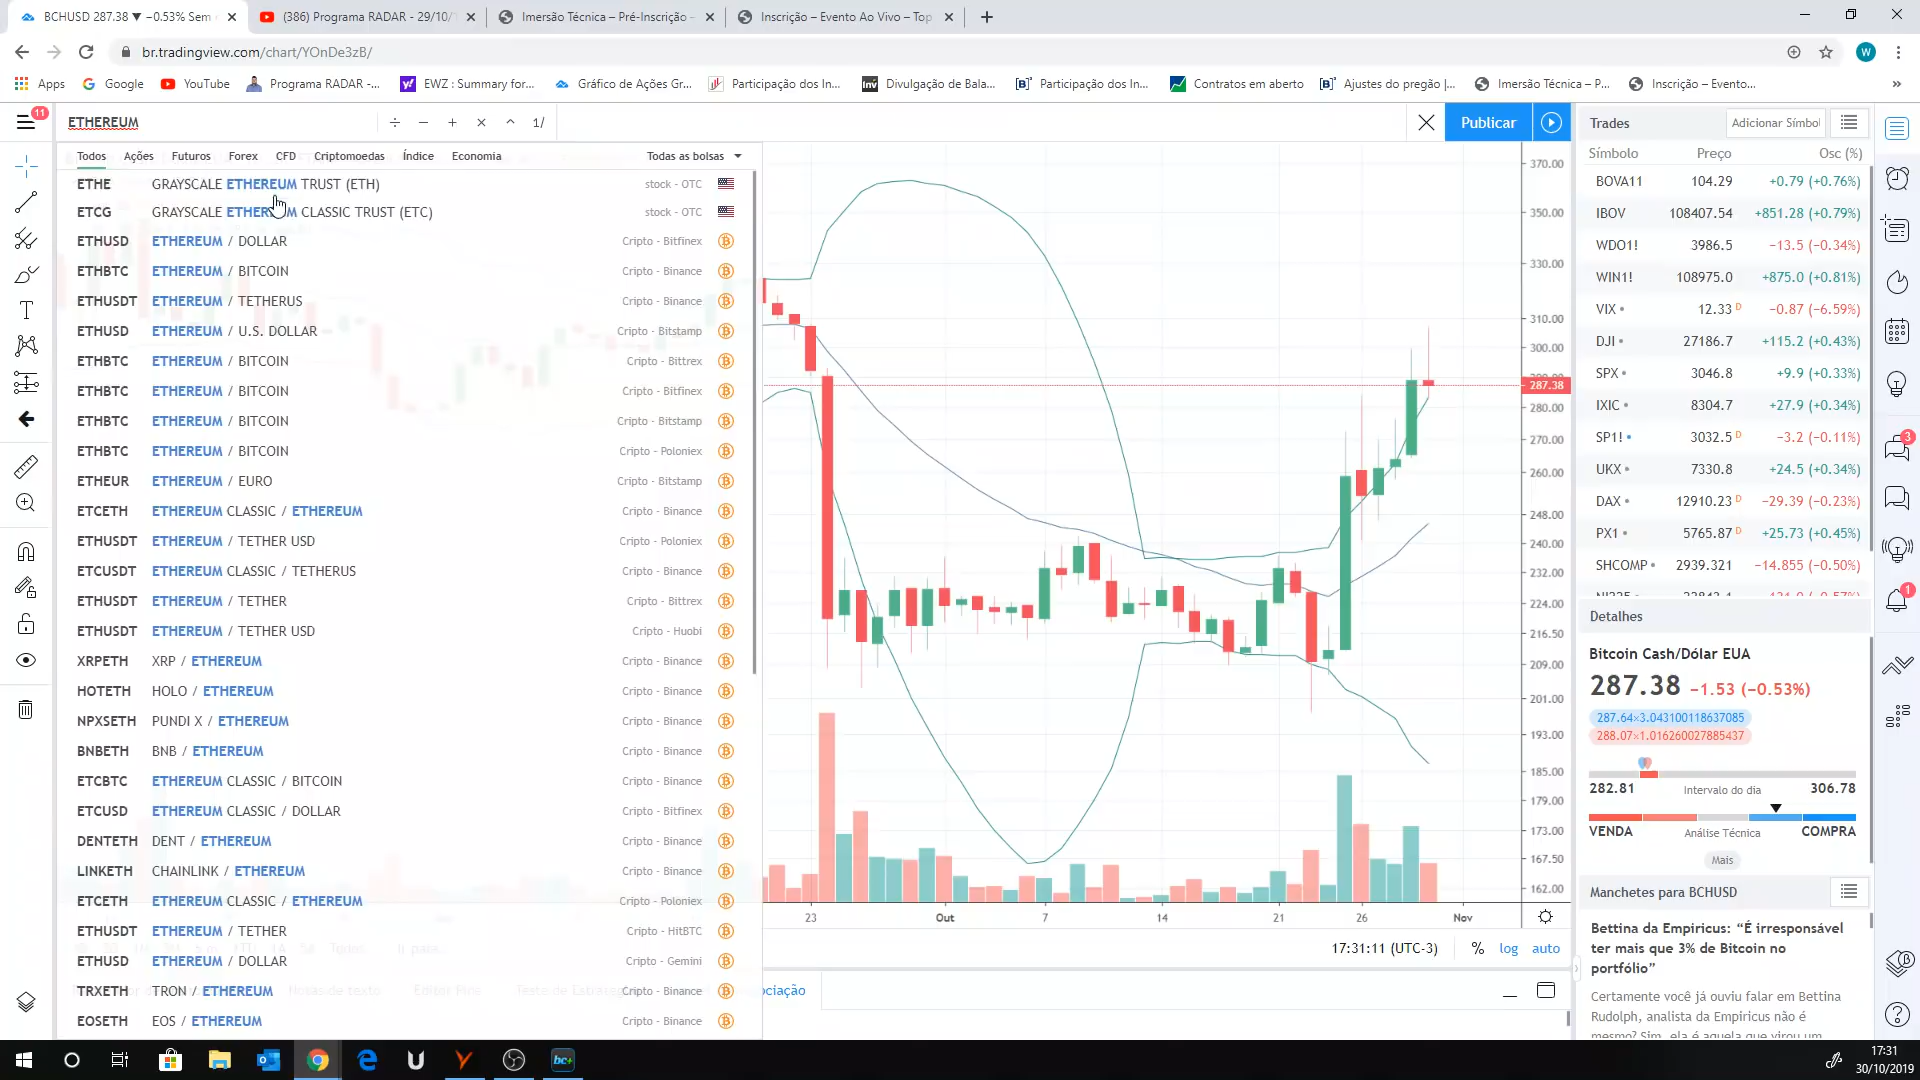 BCHUSD 287.38 ▼ −0.53% Sem
(386) Programa RADAR - 29/10/
Imersão Técnica – Pré-Inscrição
Inscrição – Evento Ao Vivo – Top
br.tradingview.com/chart/YOnDe3zB/
W
Apps
Google
YouTube
Programa RADAR -...
EWZ : Summary for...
Gráfico de Ações Gr...
Participação dos In...
Divulgação de Bala...
Participação dos In...
Contratos em aberto
Ajustes do pregão |...
Imersão Técnica – P...
Inscrição – Evento...
»
11
ETHEREUM
÷ − + × ^ 1/
Publicar
Todos Ações Futuros Forex CFD Criptomoedas Índice Economia Todas as bolsas
ETHE GRAYSCALE ETHEREUM TRUST (ETH) stock - OTC
ETCG GRAYSCALE ETHEREUM CLASSIC TRUST (ETC) stock - OTC
ETHUSD ETHEREUM / DOLLAR Cripto - Bitfinex
ETHBTC ETHEREUM / BITCOIN Cripto - Binance
ETHUSDT ETHEREUM / TETHERUS Cripto - Binance
ETHUSD ETHEREUM / U.S. DOLLAR Cripto - Bitstamp
ETHBTC ETHEREUM / BITCOIN Cripto - Bittrex
ETHBTC ETHEREUM / BITCOIN Cripto - Bitfinex
ETHBTC ETHEREUM / BITCOIN Cripto - Bitstamp
ETHBTC ETHEREUM / BITCOIN Cripto - Poloniex
ETHEUR ETHEREUM / EURO Cripto - Bitstamp
ETCETH ETHEREUM CLASSIC / ETHEREUM Cripto - Binance
ETHUSDT ETHEREUM / TETHER USD Cripto - Poloniex
ETCUSDT ETHEREUM CLASSIC / TETHERUS Cripto - Binance
ETHUSDT ETHEREUM / TETHER Cripto - Bittrex
ETHUSDT ETHEREUM / TETHER USD Cripto - Huobi
XRPETH XRP / ETHEREUM Cripto - Binance
HOTETH HOLO / ETHEREUM Cripto - Binance
NPXSETH PUNDI X / ETHEREUM Cripto - Binance
BNBETH BNB / ETHEREUM Cripto - Binance
ETCBTC ETHEREUM CLASSIC / BITCOIN Cripto - Binance
ETCUSD ETHEREUM CLASSIC / DOLLAR Cripto - Bitfinex
DENTETH DENT / ETHEREUM Cripto - Binance
LINKETH CHAINLINK / ETHEREUM Cripto - Binance
ETCETH ETHEREUM CLASSIC / ETHEREUM Cripto - Poloniex
ETHUSDT ETHEREUM / TETHER Cripto - HitBTC
ETHUSD ETHEREUM / DOLLAR Cripto - Gemini
TRXETH TRON / ETHEREUM Cripto - Binance
EOSETH EOS / ETHEREUM Cripto - Binance
370.00
350.00
330.00
310.00
300.00
287.38
280.00
270.00
260.00
248.00
240.00
232.00
224.00
216.50
209.00
201.00
193.00
185.00
179.00
173.00
167.50
162.00
23 Out 7 14 21 26 Nov
17:31:11 (UTC-3) % log auto
Trades
Adicionar Símbol
Símbolo Preço Osc (%)
BOVA11 104.29 +0.79 (+0.76%)
IBOV 108407.54 +851.28 (+0.79%)
WDO1! 3986.5 −13.5 (−0.34%)
WIN1! 108975.0 +875.0 (+0.81%)
VIX 12.33 D −0.87 (−6.59%)
DJI 27186.7 +115.2 (+0.43%)
SPX 3046.8 +9.9 (+0.33%)
IXIC 8304.7 +27.9 (+0.34%)
SP1! 3032.5 D −3.2 (−0.11%)
UKX 7330.8 +24.5 (+0.34%)
DAX 12910.23 D −29.39 (−0.23%)
PX1 5765.87 D +25.73 (+0.45%)
SHCOMP 2939.321 −14.855 (−0.50%)
Detalhes
Bitcoin Cash/Dólar EUA
287.38 −1.53 (−0.53%)
287.64×3.043100118637085
288.07×1.016260027885437
282.81 Intervalo do dia 306.78
VENDA Análise Técnica COMPRA
Mais
Manchetes para BCHUSD
Bettina da Empiricus: “É irresponsável
ter mais que 3% de Bitcoin no
portfólio”
Certamente você já ouviu falar em Bettina
Rudolph, analista da Empiricus não é
mesmo? Sim, ela é aquela que virou um
3
1
bc+
17:31
30/10/2019